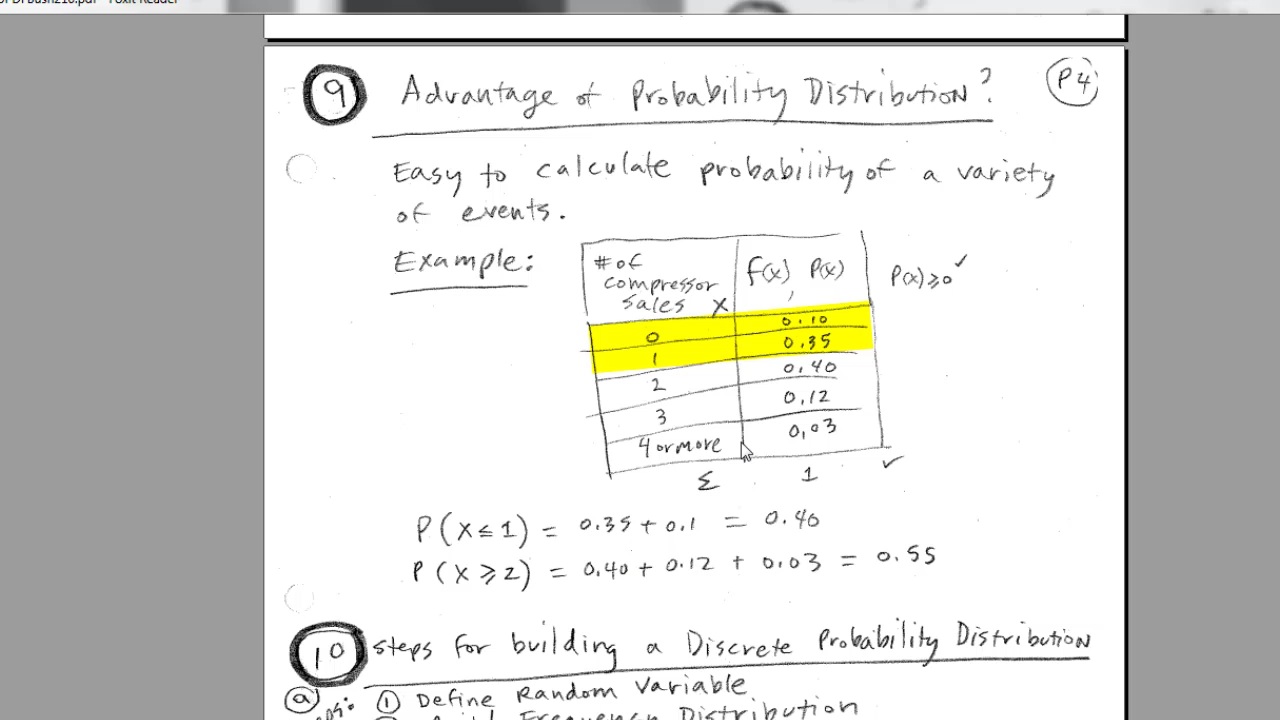 9 Advantage of Probability Distribution? P4
Easy to calculate probability of a variety
of events.
Example:
# of compressor sales X f(x) P(x) P(x) ≥ 0 ✓
0 0.10
1 0.35
2 0.40
3 0.12
4 or more 0.03
Σ 1 ✓
P(X ≤ 1) = 0.35 + 0.1 = 0.40
P(X ≥ 2) = 0.40 + 0.12 + 0.03 = 0.55
10 steps for building a Discrete Probability Distribution
a ① Define Random Variable
Frequency Distribution